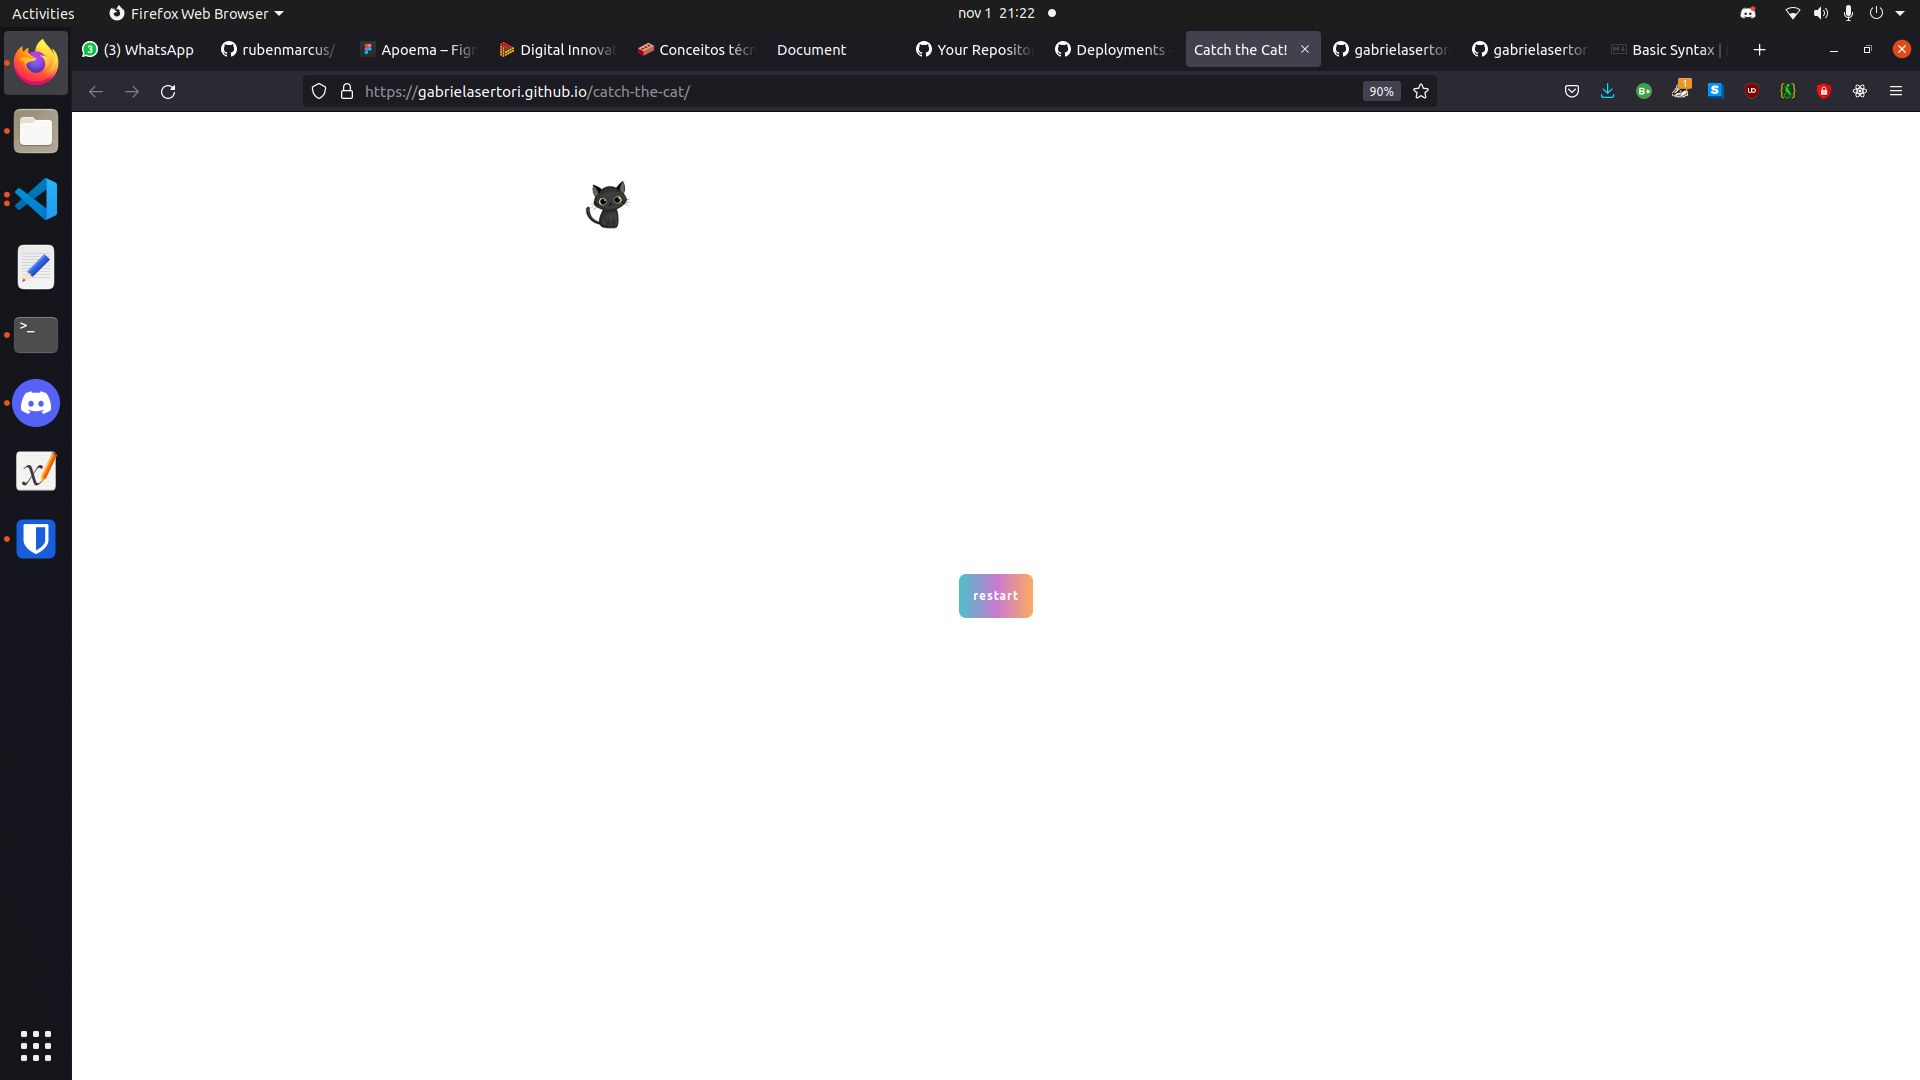 Activities Firefox Web Browser nov 1 21:22
(3) WhatsApp rubenmarcus/ Apoema – Figm Digital Innovat Conceitos técn Document Your Reposito Deployments Catch the Cat! gabrielasertor gabrielasertor Basic Syntax |
https://gabrielasertori.github.io/catch-the-cat/ 90% 1
restart